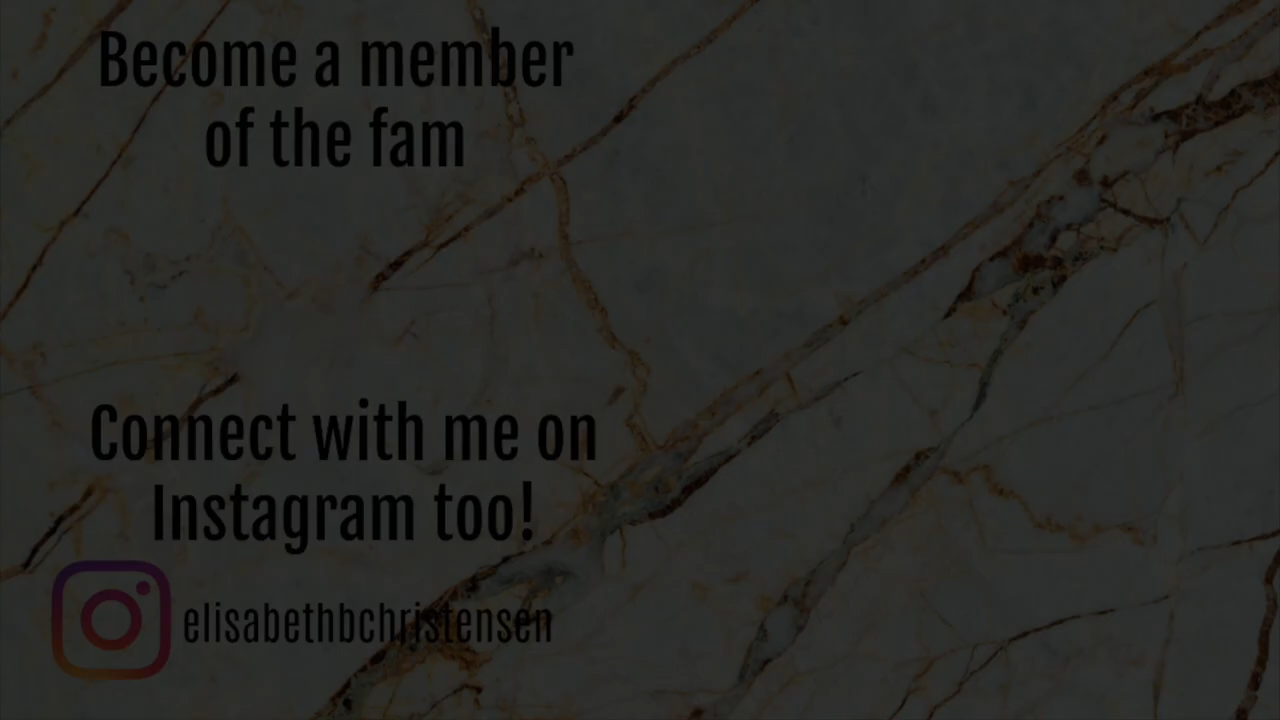 Become a member
of the fam
Connect with me on
Instagram too!
elisabethbchristensen